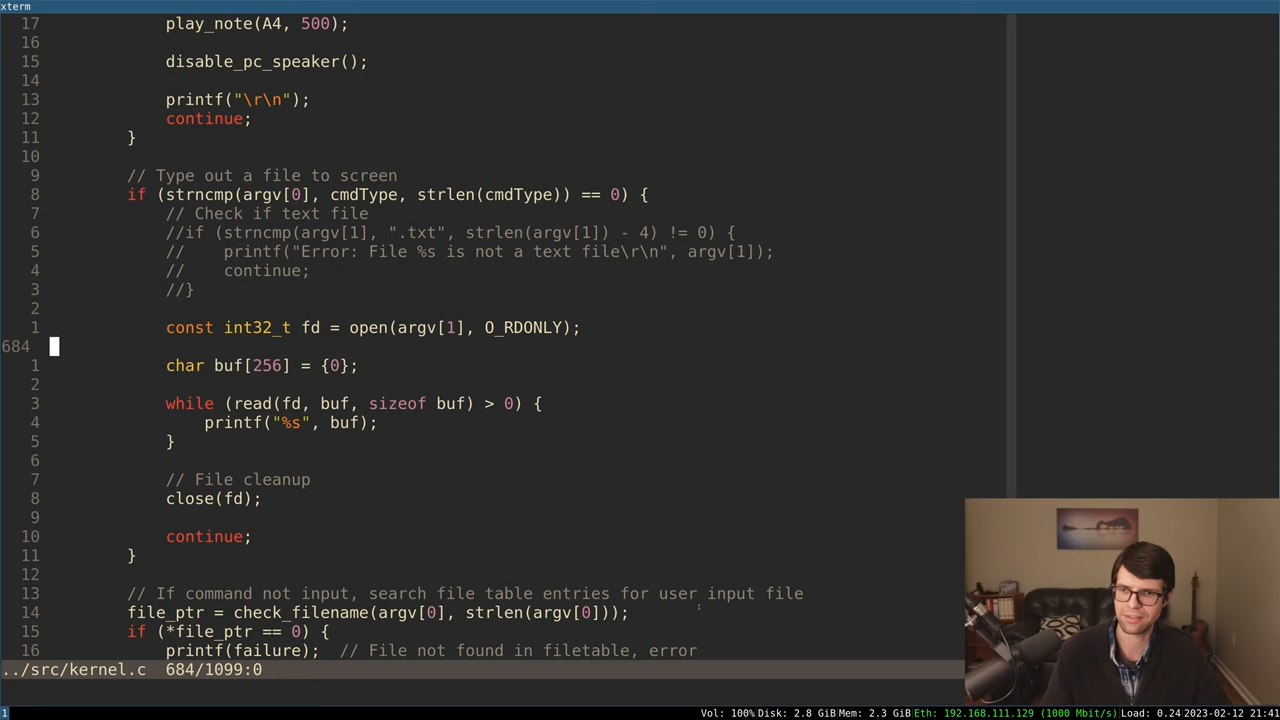 xterm
17 play_note(A4, 500);
16
15 disable_pc_speaker();
14
13 printf("\r\n");
12 continue;
11 }
10
9 // Type out a file to screen
8 if (strncmp(argv[0], cmdType, strlen(cmdType)) == 0) {
7 // Check if text file
6 //if (strncmp(argv[1], ".txt", strlen(argv[1]) - 4) != 0) {
5 // printf("Error: File %s is not a text file\r\n", argv[1]);
4 // continue;
3 //}
2
1 const int32_t fd = open(argv[1], O_RDONLY);
684
1 char buf[256] = {0};
2
3 while (read(fd, buf, sizeof buf) > 0) {
4 printf("%s", buf);
5 }
6
7 // File cleanup
8 close(fd);
9
10 continue;
11 }
12
13 // If command not input, search file table entries for user input file
14 file_ptr = check_filename(argv[0], strlen(argv[0]));
15 if (*file_ptr == 0) {
16 printf(failure); // File not found in filetable, error
../src/kernel.c 684/1099:0
1 Vol: 100% Disk: 2.8 GiB Mem: 2.3 GiB Eth: 192.168.111.129 (1000 Mbit/s) Load: 0.24 2023-02-12 21:41